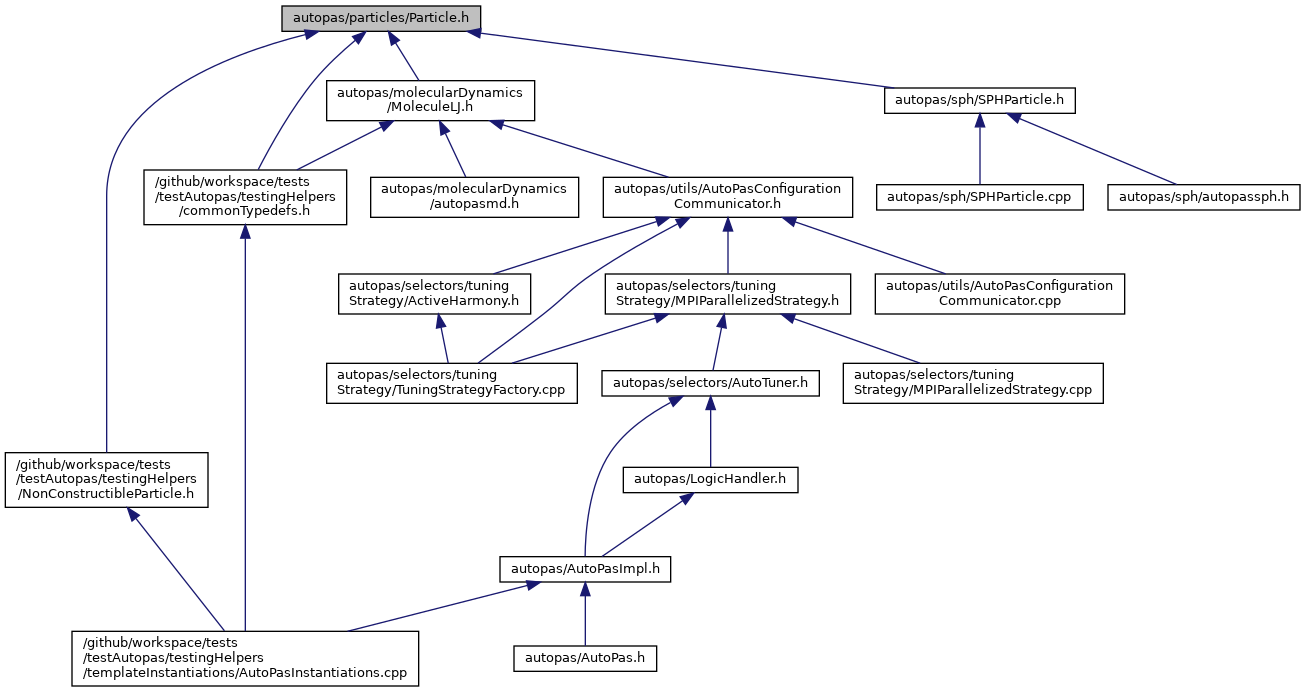 autopas/particles/Particle.h
autopas/molecularDynamics
/MoleculeLJ.h
autopas/sph/SPHParticle.h
/github/workspace/tests
/testAutopas/testingHelpers
/commonTypedefs.h
autopas/molecularDynamics
/autopasmd.h
autopas/utils/AutoPasConfiguration
Communicator.h
autopas/sph/SPHParticle.cpp
autopas/sph/autopassph.h
autopas/selectors/tuning
Strategy/ActiveHarmony.h
autopas/selectors/tuning
Strategy/MPIParallelizedStrategy.h
autopas/utils/AutoPasConfiguration
Communicator.cpp
autopas/selectors/tuning
Strategy/TuningStrategyFactory.cpp
autopas/selectors/AutoTuner.h
autopas/selectors/tuning
Strategy/MPIParallelizedStrategy.cpp
/github/workspace/tests
/testAutopas/testingHelpers
/NonConstructibleParticle.h
autopas/LogicHandler.h
autopas/AutoPasImpl.h
/github/workspace/tests
/testAutopas/testingHelpers
/templateInstantiations/AutoPasInstantiations.cpp
autopas/AutoPas.h